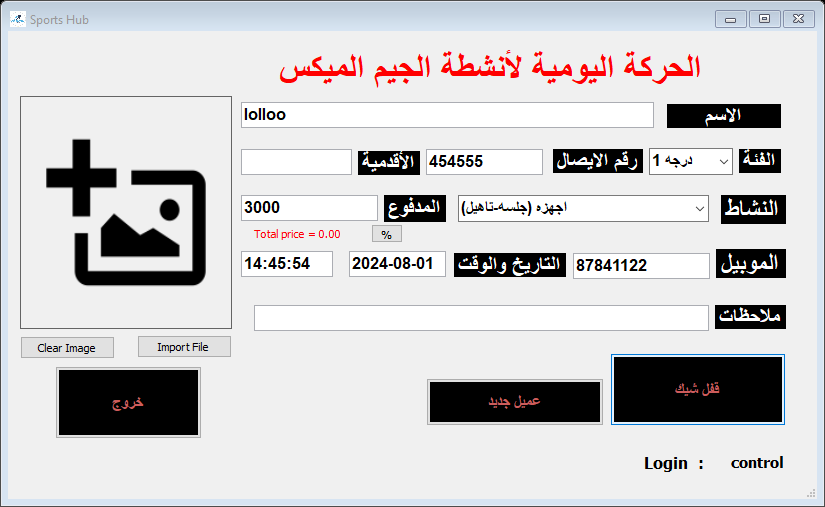 Sports Hub
الحركة اليومية لأنشطة الجيم الميكس
الاسم lolloo
الفئة درجه 1 رقم الايصال 454555 الأقدمية
النشاط اجهزه (جلسه-تاهيل) المدفوع 3000
Total price = 0.00 %
الموبيل 87841122 التاريخ والوقت 2024-08-01 14:45:54
ملاحظات
Clear Image Import File
قفل شيك عميل جديد خروج
Login : control